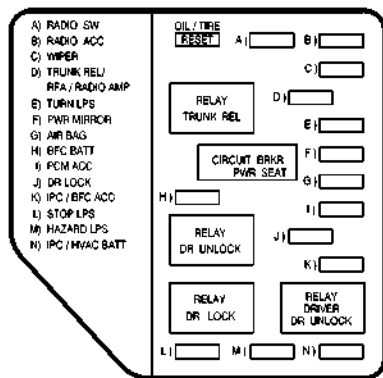 A) RADIO SW
B) RADIO ACC
C) WIPER
D) TRUNK REL/
RFA / RADIO AMP
E) TURN LPS
F) PWR MIRROR
G) AIR BAG
H) BFC BATT
I) PCM ACC
J) DR LOCK
K) IPC / BFC ACC
L) STOP LPS
M) HAZARD LPS
N) IPC / HVAC BATT
OIL / TIRE
RESET
A)
B)
C)
RELAY
TRUNK REL
D)
E)
CIRCUIT BRKR
PWR SEAT
F)
G)
H)
I)
RELAY
DR UNLOCK
J)
K)
RELAY
DR LOCK
RELAY
DRIVER
DR UNLOCK
L)
M)
N)